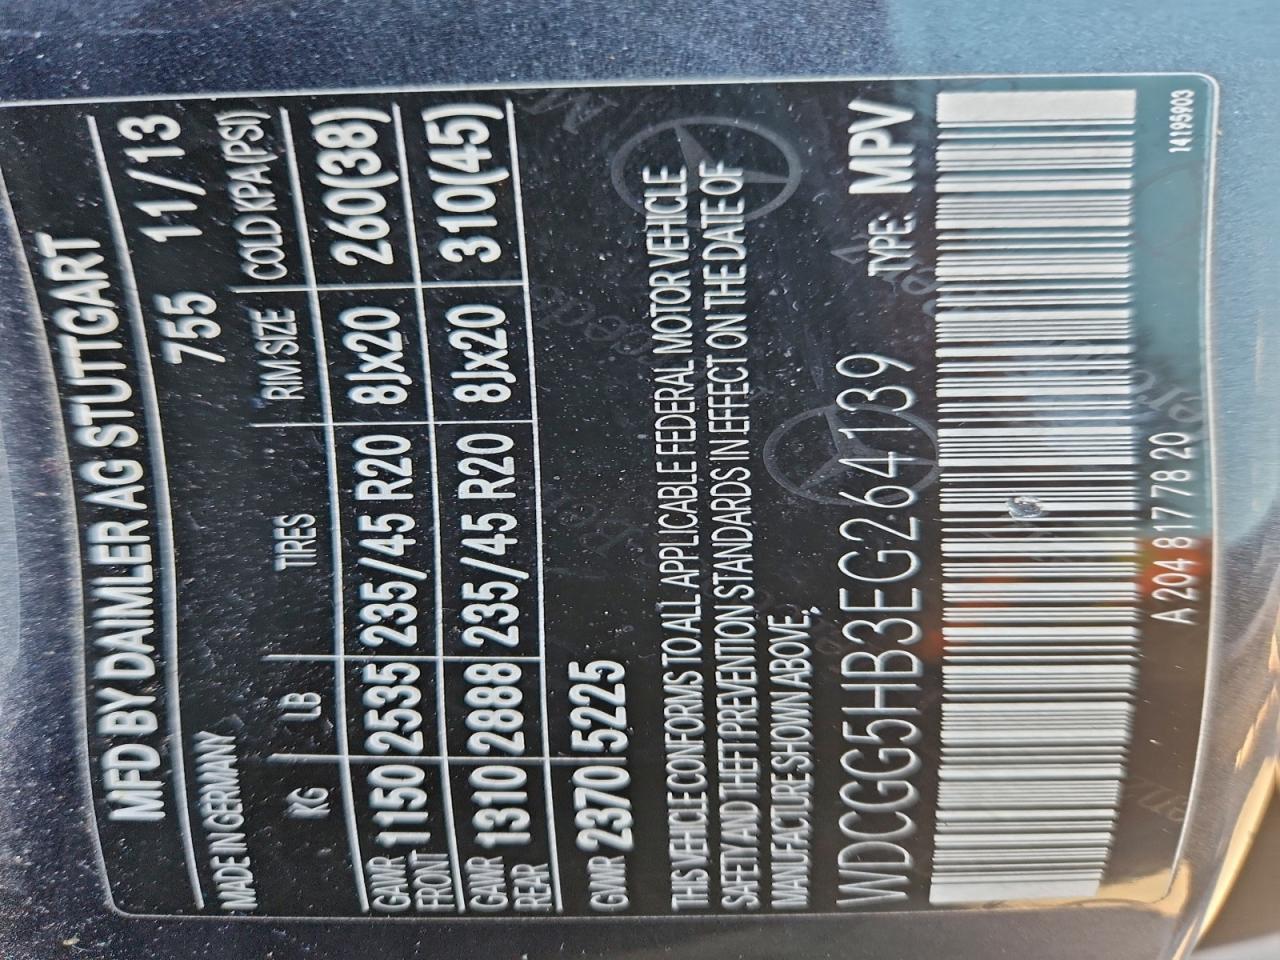 MFD BY DAIMLER AG STUTTGART
MADE IN GERMANY 755 11/13
KG LB TIRES RIM SIZE COLD KPA(PSI)
GAWR FRONT 1150 2535 235/45 R20 8Jx20 260(38)
GAWR REAR 1310 2888 235/45 R20 8Jx20 310(45)
GVWR 2370 5225
THIS VEHICLE CONFORMS TO ALL APPLICABLE FEDERAL MOTOR VEHICLE
SAFETY AND THEFT PREVENTION STANDARDS IN EFFECT ON THE DATE OF
MANUFACTURE SHOWN ABOVE.
WDCGG5HB3EG264139 TYPE: MPV
A 204 817 78 20 14195903